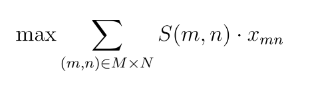 max ∑_{(m,n)∈M×N} S(m, n) · x_{mn}